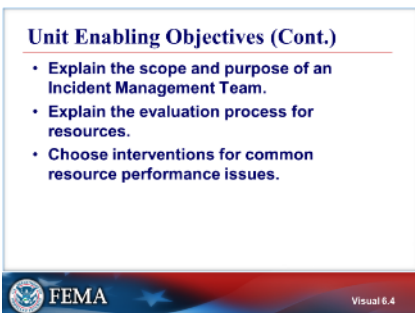 Unit Enabling Objectives (Cont.)
• Explain the scope and purpose of an
Incident Management Team.
• Explain the evaluation process for
resources.
• Choose interventions for common
resource performance issues.
FEMA
Visual 6.4